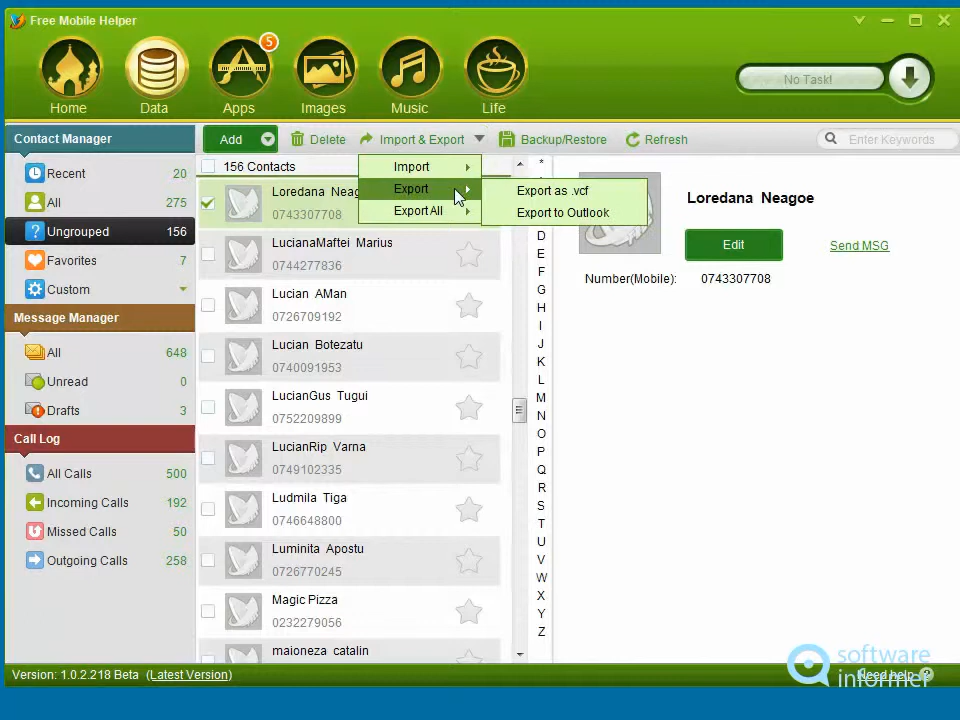 Free Mobile Helper
5
Home Data Apps Images Music Life
No Task!
Contact Manager
Recent 20
All 275
Ungrouped 156
Favorites 7
Custom
Message Manager
All 648
Unread 0
Drafts 3
Call Log
All Calls 500
Incoming Calls 192
Missed Calls 50
Outgoing Calls 258
Add Delete Import & Export Backup/Restore Refresh Enter Keywords
156 Contacts
Import
Export
Export All
Export as .vcf
Export to Outlook
Loredana Neag
0743307708
LucianaMaftei Marius
0744277836
Lucian AMan
0726709192
Lucian Botezatu
0740091953
LucianGus Tugui
0752209899
LucianRip Varna
0749102335
Ludmila Tiga
0746648800
Luminita Apostu
0726770245
Magic Pizza
0232279056
maioneza catalin
*
D
E
F
G
H
I
J
K
L
M
N
O
P
Q
R
S
T
U
V
W
X
Y
Z
Loredana Neagoe
Edit Send MSG
Number(Mobile): 0743307708
Version: 1.0.2.218 Beta (Latest Version)
Need help ?
software
informer